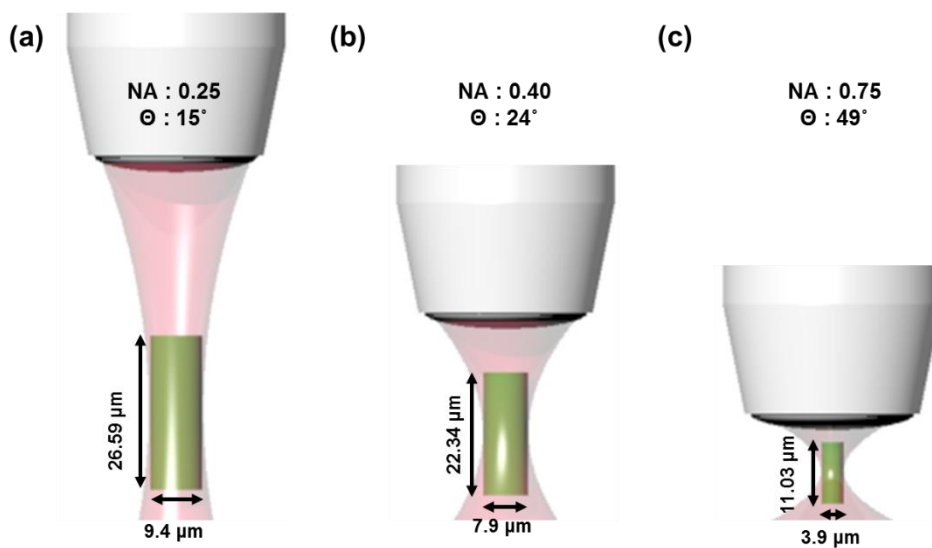 (a)
NA : 0.25
Θ : 15°
26.59 µm
9.4 µm
(b)
NA : 0.40
Θ : 24°
22.34 µm
7.9 µm
(c)
NA : 0.75
Θ : 49°
11.03 µm
3.9 µm